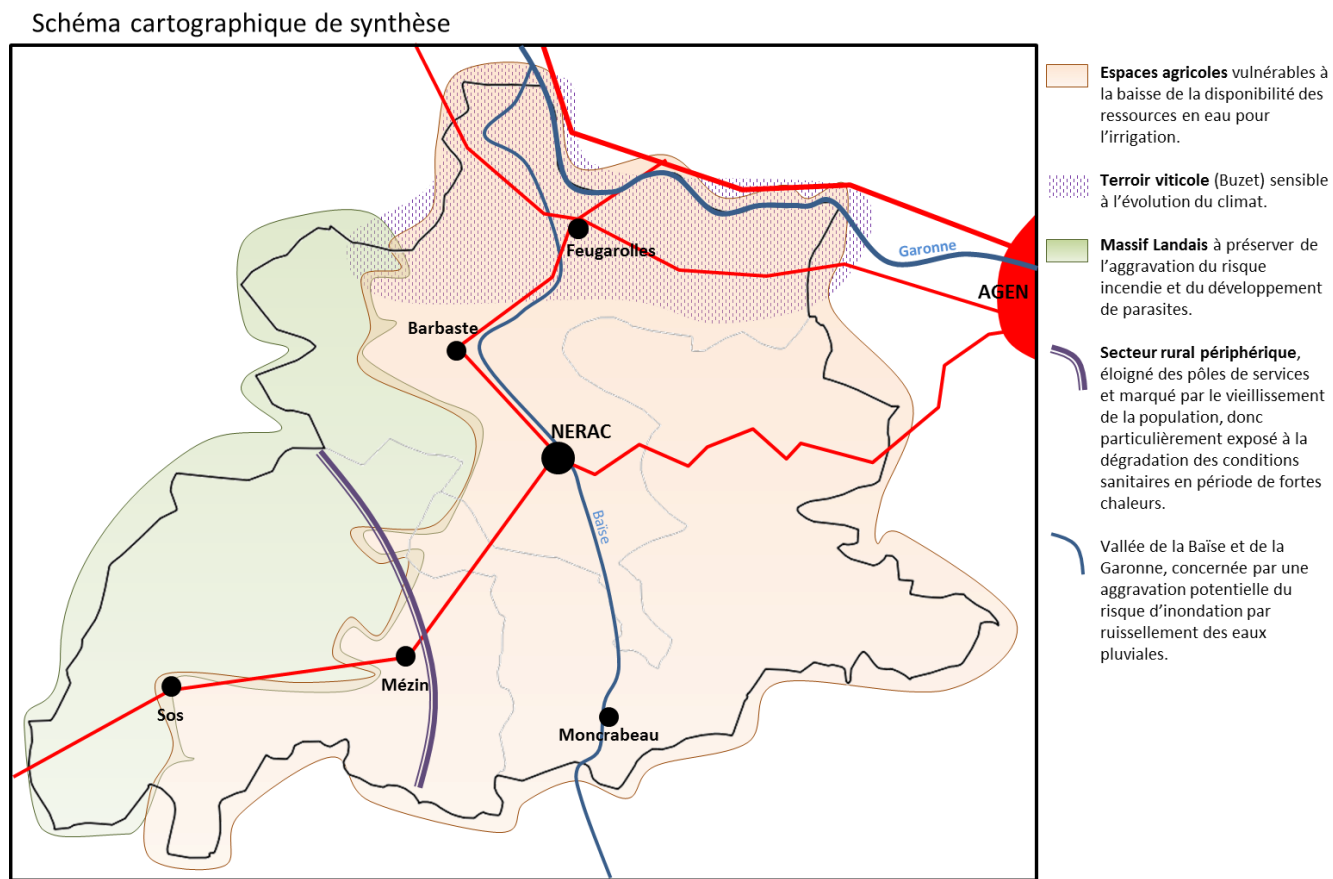 Schéma cartographique de synthèse
Garonne
Feugarolles
AGEN
Barbaste
NERAC
Baïse
Mézin
Sos
Moncrabeau
Espaces agricoles vulnérables à
la baisse de la disponibilité des
ressources en eau pour
l’irrigation.
Terroir viticole (Buzet) sensible
à l’évolution du climat.
Massif Landais à préserver de
l’aggravation du risque
incendie et du développement
de parasites.
Secteur rural périphérique,
éloigné des pôles de services
et marqué par le vieillissement
de la population, donc
particulièrement exposé à la
dégradation des conditions
sanitaires en période de fortes
chaleurs.
Vallée de la Baïse et de la
Garonne, concernée par une
aggravation potentielle du
risque d’inondation par
ruissellement des eaux
pluviales.